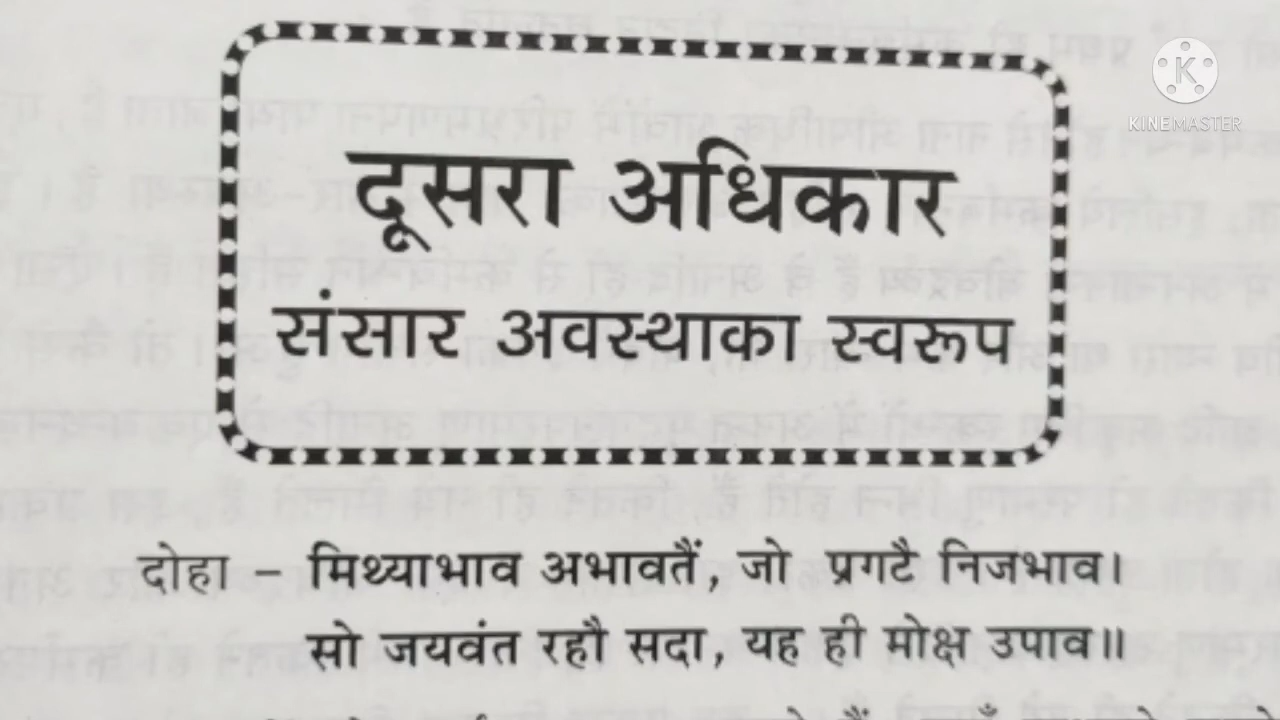 KINEMASTER
दूसरा अधिकार
संसार अवस्थाका स्वरूप
दोहा – मिथ्याभाव अभावतैं, जो प्रगटै निजभाव।
सो जयवंत रहौ सदा, यह ही मोक्ष उपाव॥